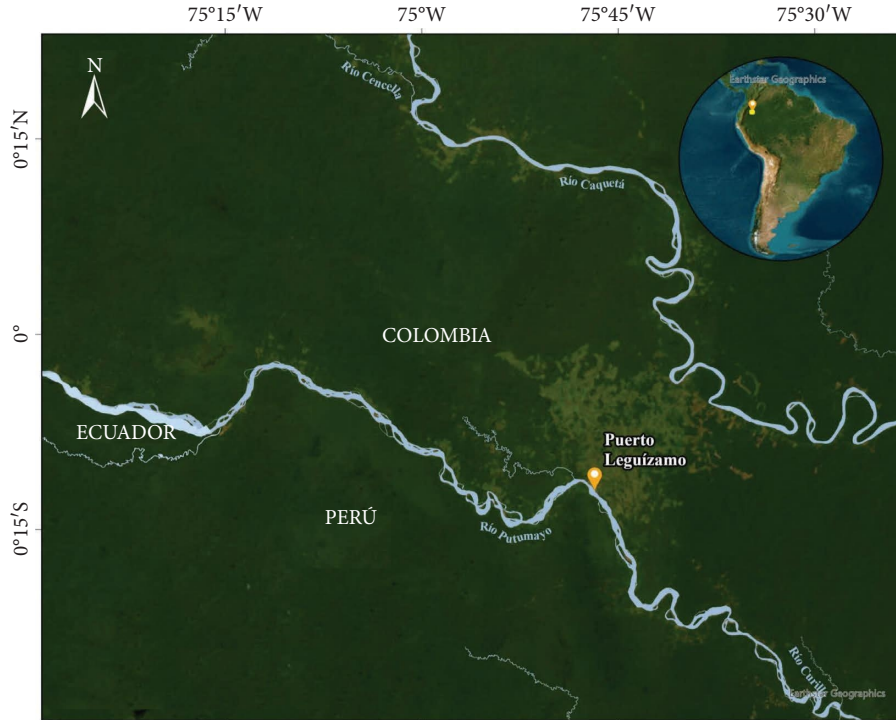 75°15′W 75°0′W 75°45′W 75°30′W
N
Earthstar Geographics
Río Cencella
0°15′N
Río Caquetá
0°
COLOMBIA
ECUADOR
Puerto
Leguízamo
PERÚ
0°15′S
Río Putumayo
Río Curilla
Earthstar Geographics